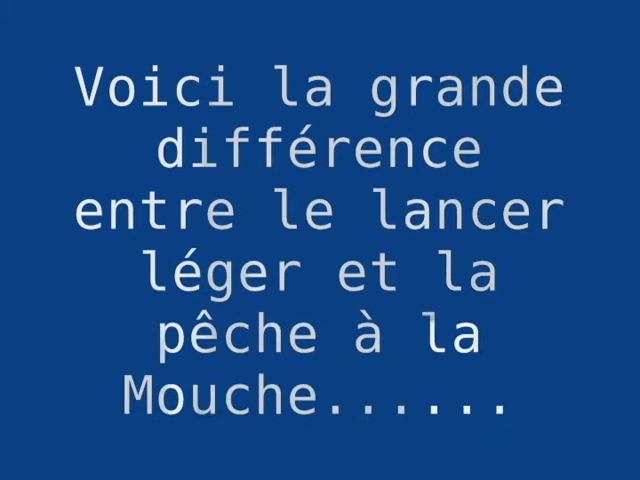 Voici la grande
différence
entre le lancer
léger et la
pêche à la
Mouche......